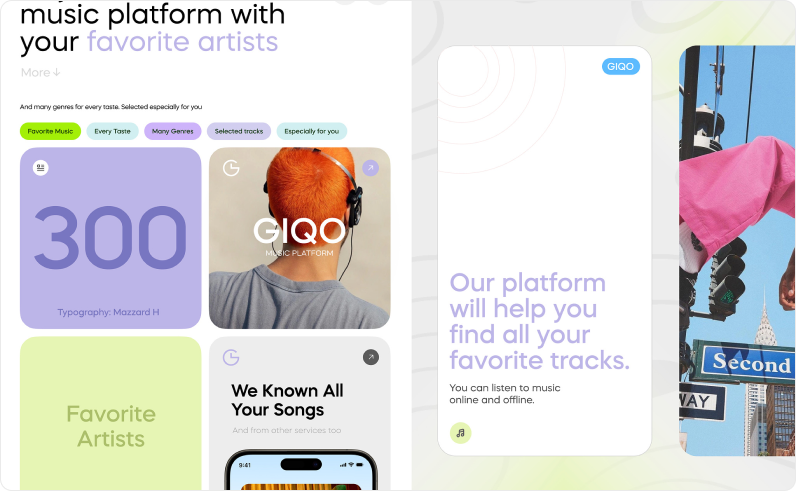 music platform with
your favorite artists
More ↓
And many genres for every taste. Selected especially for you
Favorite Music
Every Taste
Many Genres
Selected tracks
Especially for you
300
Typography: Mazzard H
GIQO
MUSIC PLATFORM
Favorite
Artists
We Known All
Your Songs
And from other services too
9:41
GIQO
Our platform
will help you
find all your
favorite tracks.
You can listen to music
online and offline.
Second
WAY